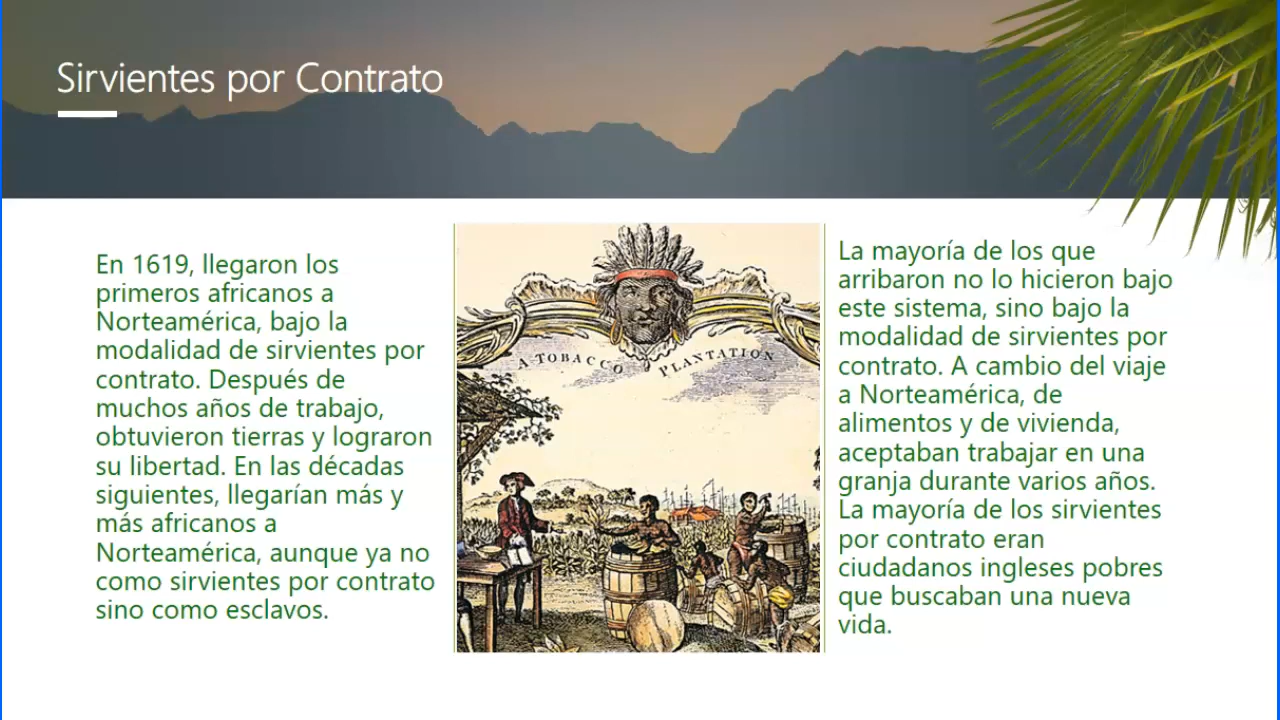 Sirvientes por Contrato
En 1619, llegaron los
primeros africanos a
Norteamérica, bajo la
modalidad de sirvientes por
contrato. Después de
muchos años de trabajo,
obtuvieron tierras y lograron
su libertad. En las décadas
siguientes, llegarían más y
más africanos a
Norteamérica, aunque ya no
como sirvientes por contrato
sino como esclavos.
A TOBACCO PLANTATION
La mayoría de los que
arribaron no lo hicieron bajo
este sistema, sino bajo la
modalidad de sirvientes por
contrato. A cambio del viaje
a Norteamérica, de
alimentos y de vivienda,
aceptaban trabajar en una
granja durante varios años.
La mayoría de los sirvientes
por contrato eran
ciudadanos ingleses pobres
que buscaban una nueva
vida.